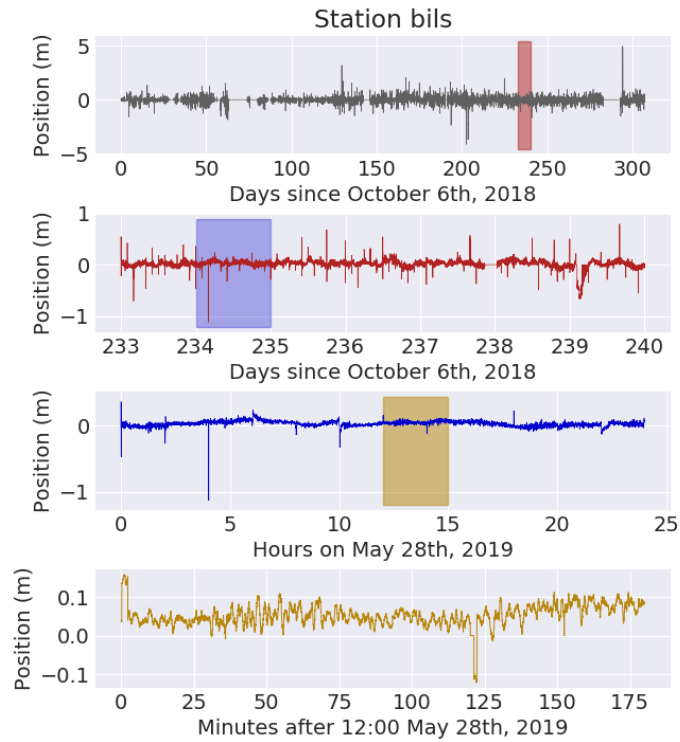 Station bils
Position (m)
5
0
−5
0 50 100 150 200 250 300
Days since October 6th, 2018
Position (m)
1
0
−1
233 234 235 236 237 238 239 240
Days since October 6th, 2018
Position (m)
0
−1
0 5 10 15 20 25
Hours on May 28th, 2019
Position (m)
0.1
0.0
−0.1
0 25 50 75 100 125 150 175
Minutes after 12:00 May 28th, 2019